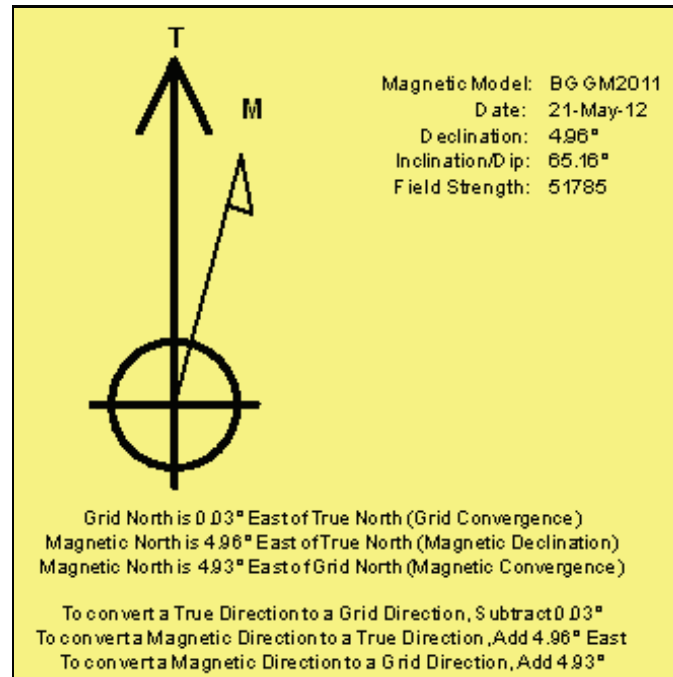 T
M
Magnetic Model: BGGM2011
Date: 21-May-12
Declination: 4.96°
Inclination/Dip: 65.16°
Field Strength: 51785
Grid North is 0.03° East of True North (Grid Convergence)
Magnetic North is 4.96° East of True North (Magnetic Declination)
Magnetic North is 4.93° East of Grid North (Magnetic Convergence)
To convert a True Direction to a Grid Direction, Subtract 0.03°
To convert a Magnetic Direction to a True Direction, Add 4.96° East
To convert a Magnetic Direction to a Grid Direction, Add 4.93°